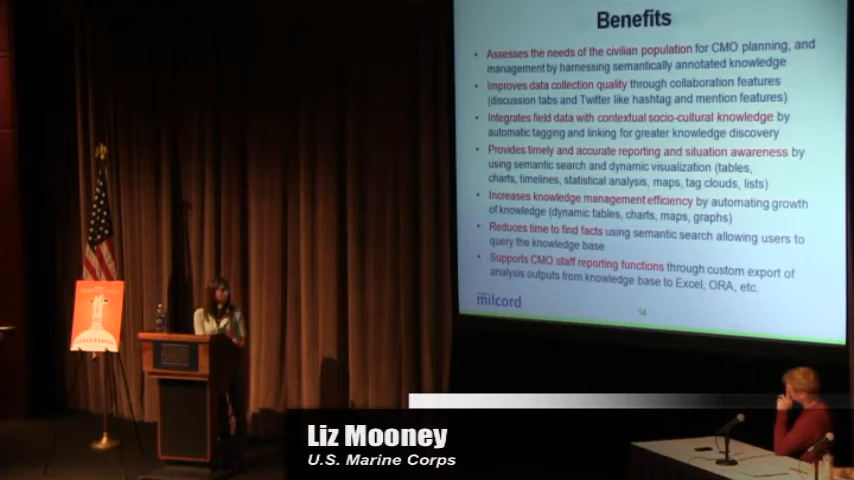 Benefits
• Assesses the needs of the civilian population for CMO planning, and
management by harnessing semantically annotated knowledge
• Improves data collection quality through collaboration features
(discussion tabs and Twitter like hashtag and mention features)
• Integrates field data with contextual socio-cultural knowledge by
automatic tagging and linking for greater knowledge discovery
• Provides timely and accurate reporting and situation awareness by
using semantic search and dynamic visualization (tables,
charts, timelines, statistical analysis, maps, tag clouds, lists)
• Increases knowledge management efficiency by automating growth
of knowledge (dynamic tables, charts, maps, graphs)
• Reduces time to find facts using semantic search allowing users to
query the knowledge base
• Supports CMO staff reporting functions through custom export of
analysis outputs from knowledge base to Excel, ORA, etc.
milcord
14
Liz Mooney
U.S. Marine Corps